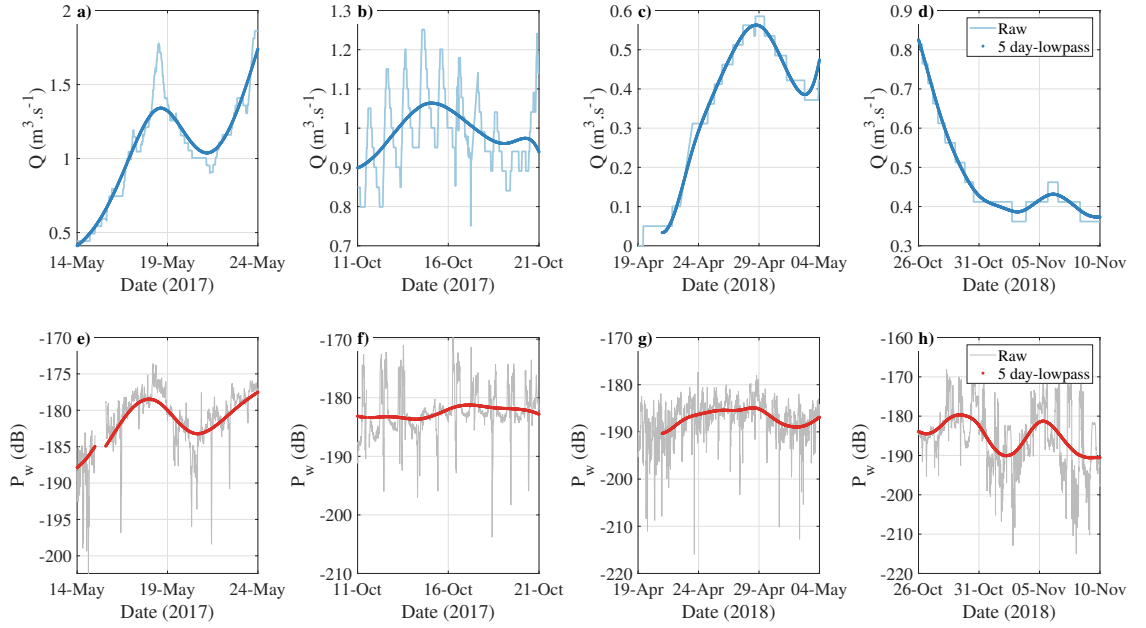 a)
2
1.5
1
0.5
Q (m³.s⁻¹)
14-May
19-May
24-May
Date (2017)
b)
1.3
1.2
1.1
1.0
0.9
0.8
0.7
Q (m³.s⁻¹)
11-Oct
16-Oct
21-Oct
Date (2017)
c)
0.6
0.5
0.4
0.3
0.2
0.1
0
Q (m³.s⁻¹)
19-Apr
24-Apr
29-Apr
04-May
Date (2018)
d)
0.9
0.8
0.7
0.6
0.5
0.4
0.3
Q (m³.s⁻¹)
Raw
5 day-lowpass
26-Oct
31-Oct
05-Nov
10-Nov
Date (2018)
e)
-170
-175
-180
-185
-190
-195
-200
P_w (dB)
14-May
19-May
24-May
Date (2017)
f)
-170
-180
-190
-200
-210
P_w (dB)
11-Oct
16-Oct
21-Oct
Date (2017)
g)
-170
-180
-190
-200
-210
-220
P_w (dB)
19-Apr
24-Apr
29-Apr
04-May
Date (2018)
h)
-160
-170
-180
-190
-200
-210
-220
P_w (dB)
Raw
5 day-lowpass
26-Oct
31-Oct
05-Nov
10-Nov
Date (2018)